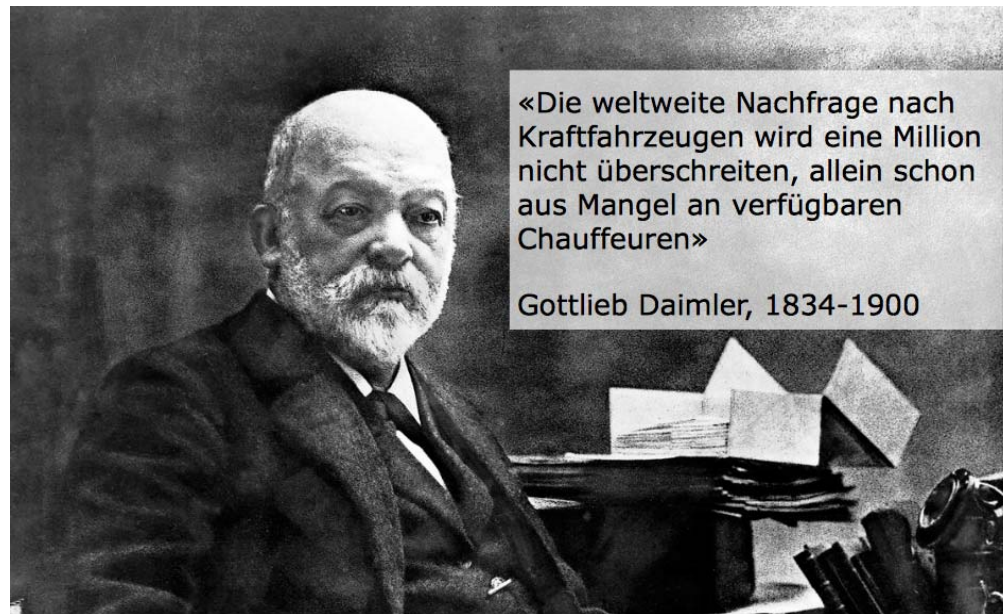 «Die weltweite Nachfrage nach
Kraftfahrzeugen wird eine Million
nicht überschreiten, allein schon
aus Mangel an verfügbaren
Chauffeuren»
Gottlieb Daimler, 1834-1900